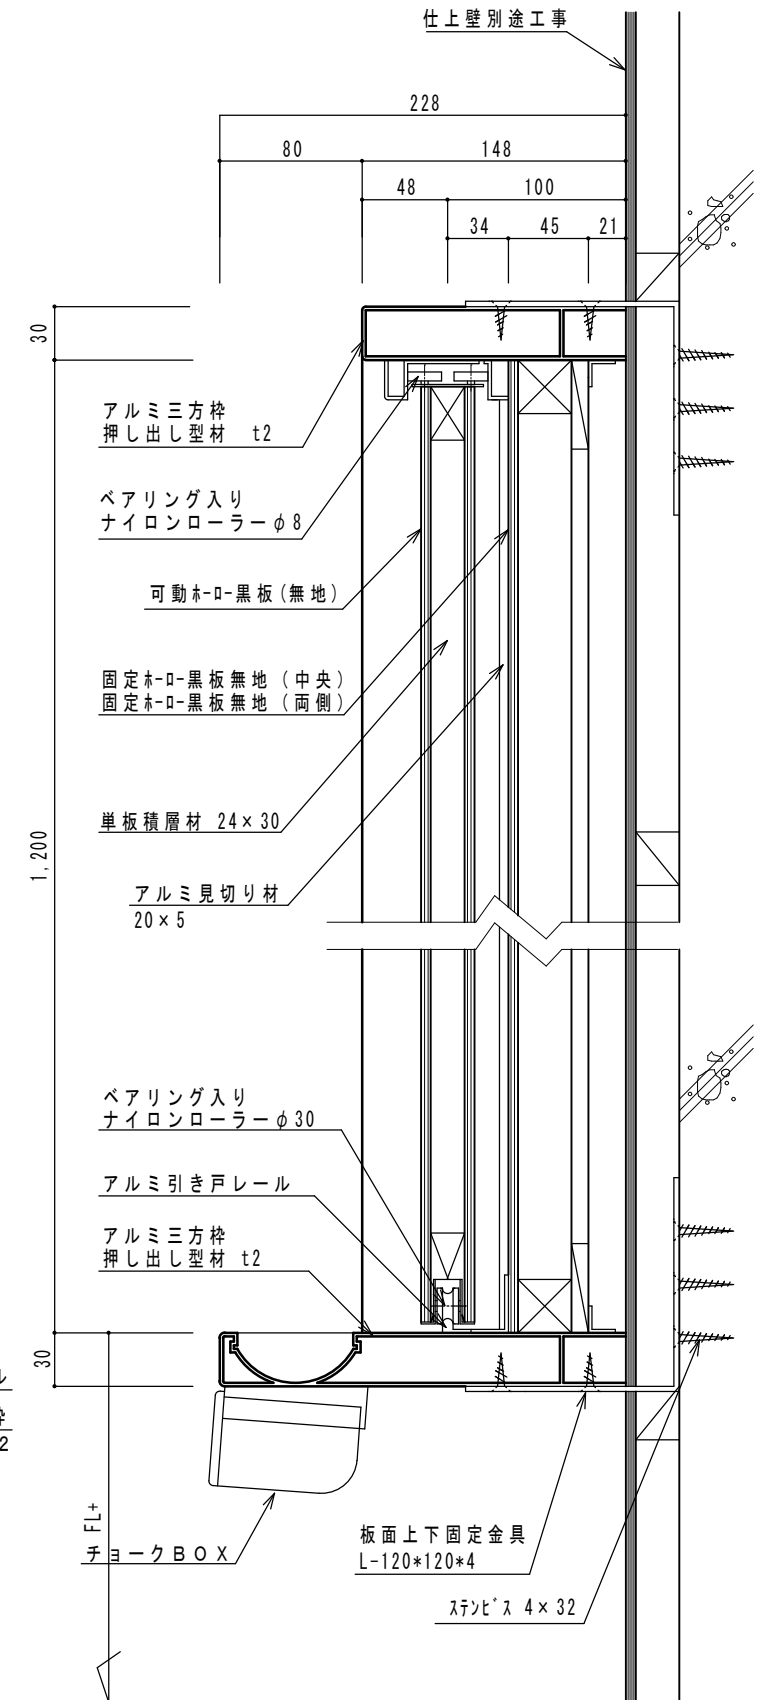 仕上壁別途工事
228
80
148
48
100
34
45
21
30
アルミ三方枠
押し出し型材 t2
ベアリング入り
ナイロンローラーφ8
可動ホーロー黒板(無地)
固定ホーロー黒板無地 (中央)
固定ホーロー黒板無地 (両側)
単板積層材 24×30
1,200
アルミ見切り材
20×5
ベアリング入り
ナイロンローラーφ30
アルミ引き戸レール
アルミ三方枠
押し出し型材 t2
30
ル
枠
2
FL+
チョークBOX
板面上下固定金具
L-120*120*4
ステンビス 4×32